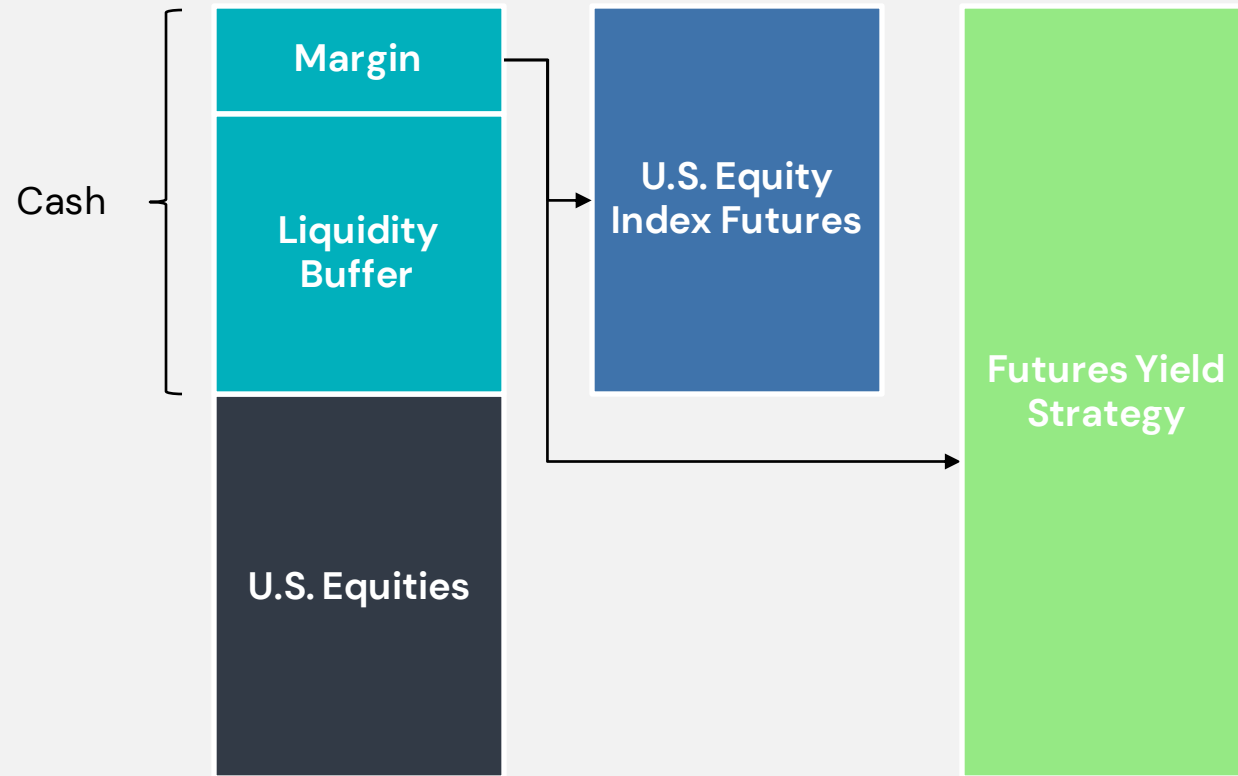 Cash
Margin
Liquidity
Buffer
U.S. Equities
U.S. Equity
Index Futures
Futures Yield
Strategy